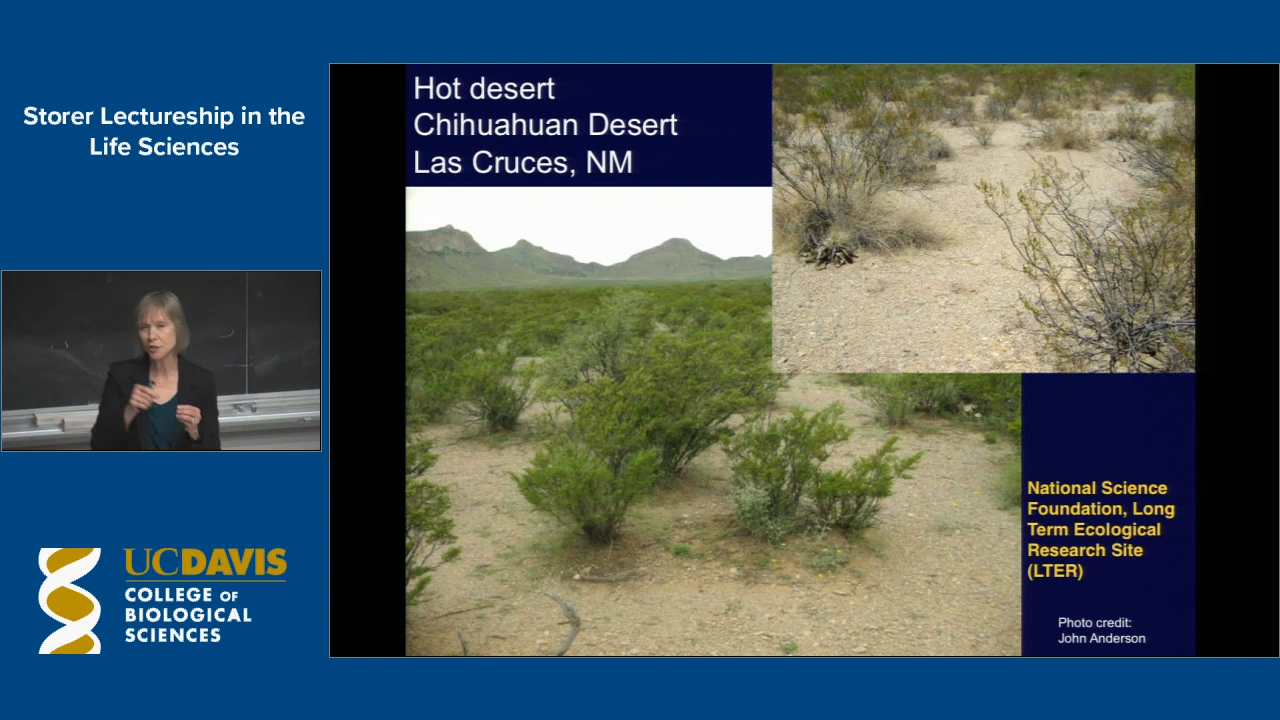 Storer Lectureship in the
Life Sciences
UCDAVIS
COLLEGE OF
BIOLOGICAL
SCIENCES
Hot desert
Chihuahuan Desert
Las Cruces, NM
National Science
Foundation, Long
Term Ecological
Research Site
(LTER)
Photo credit:
John Anderson